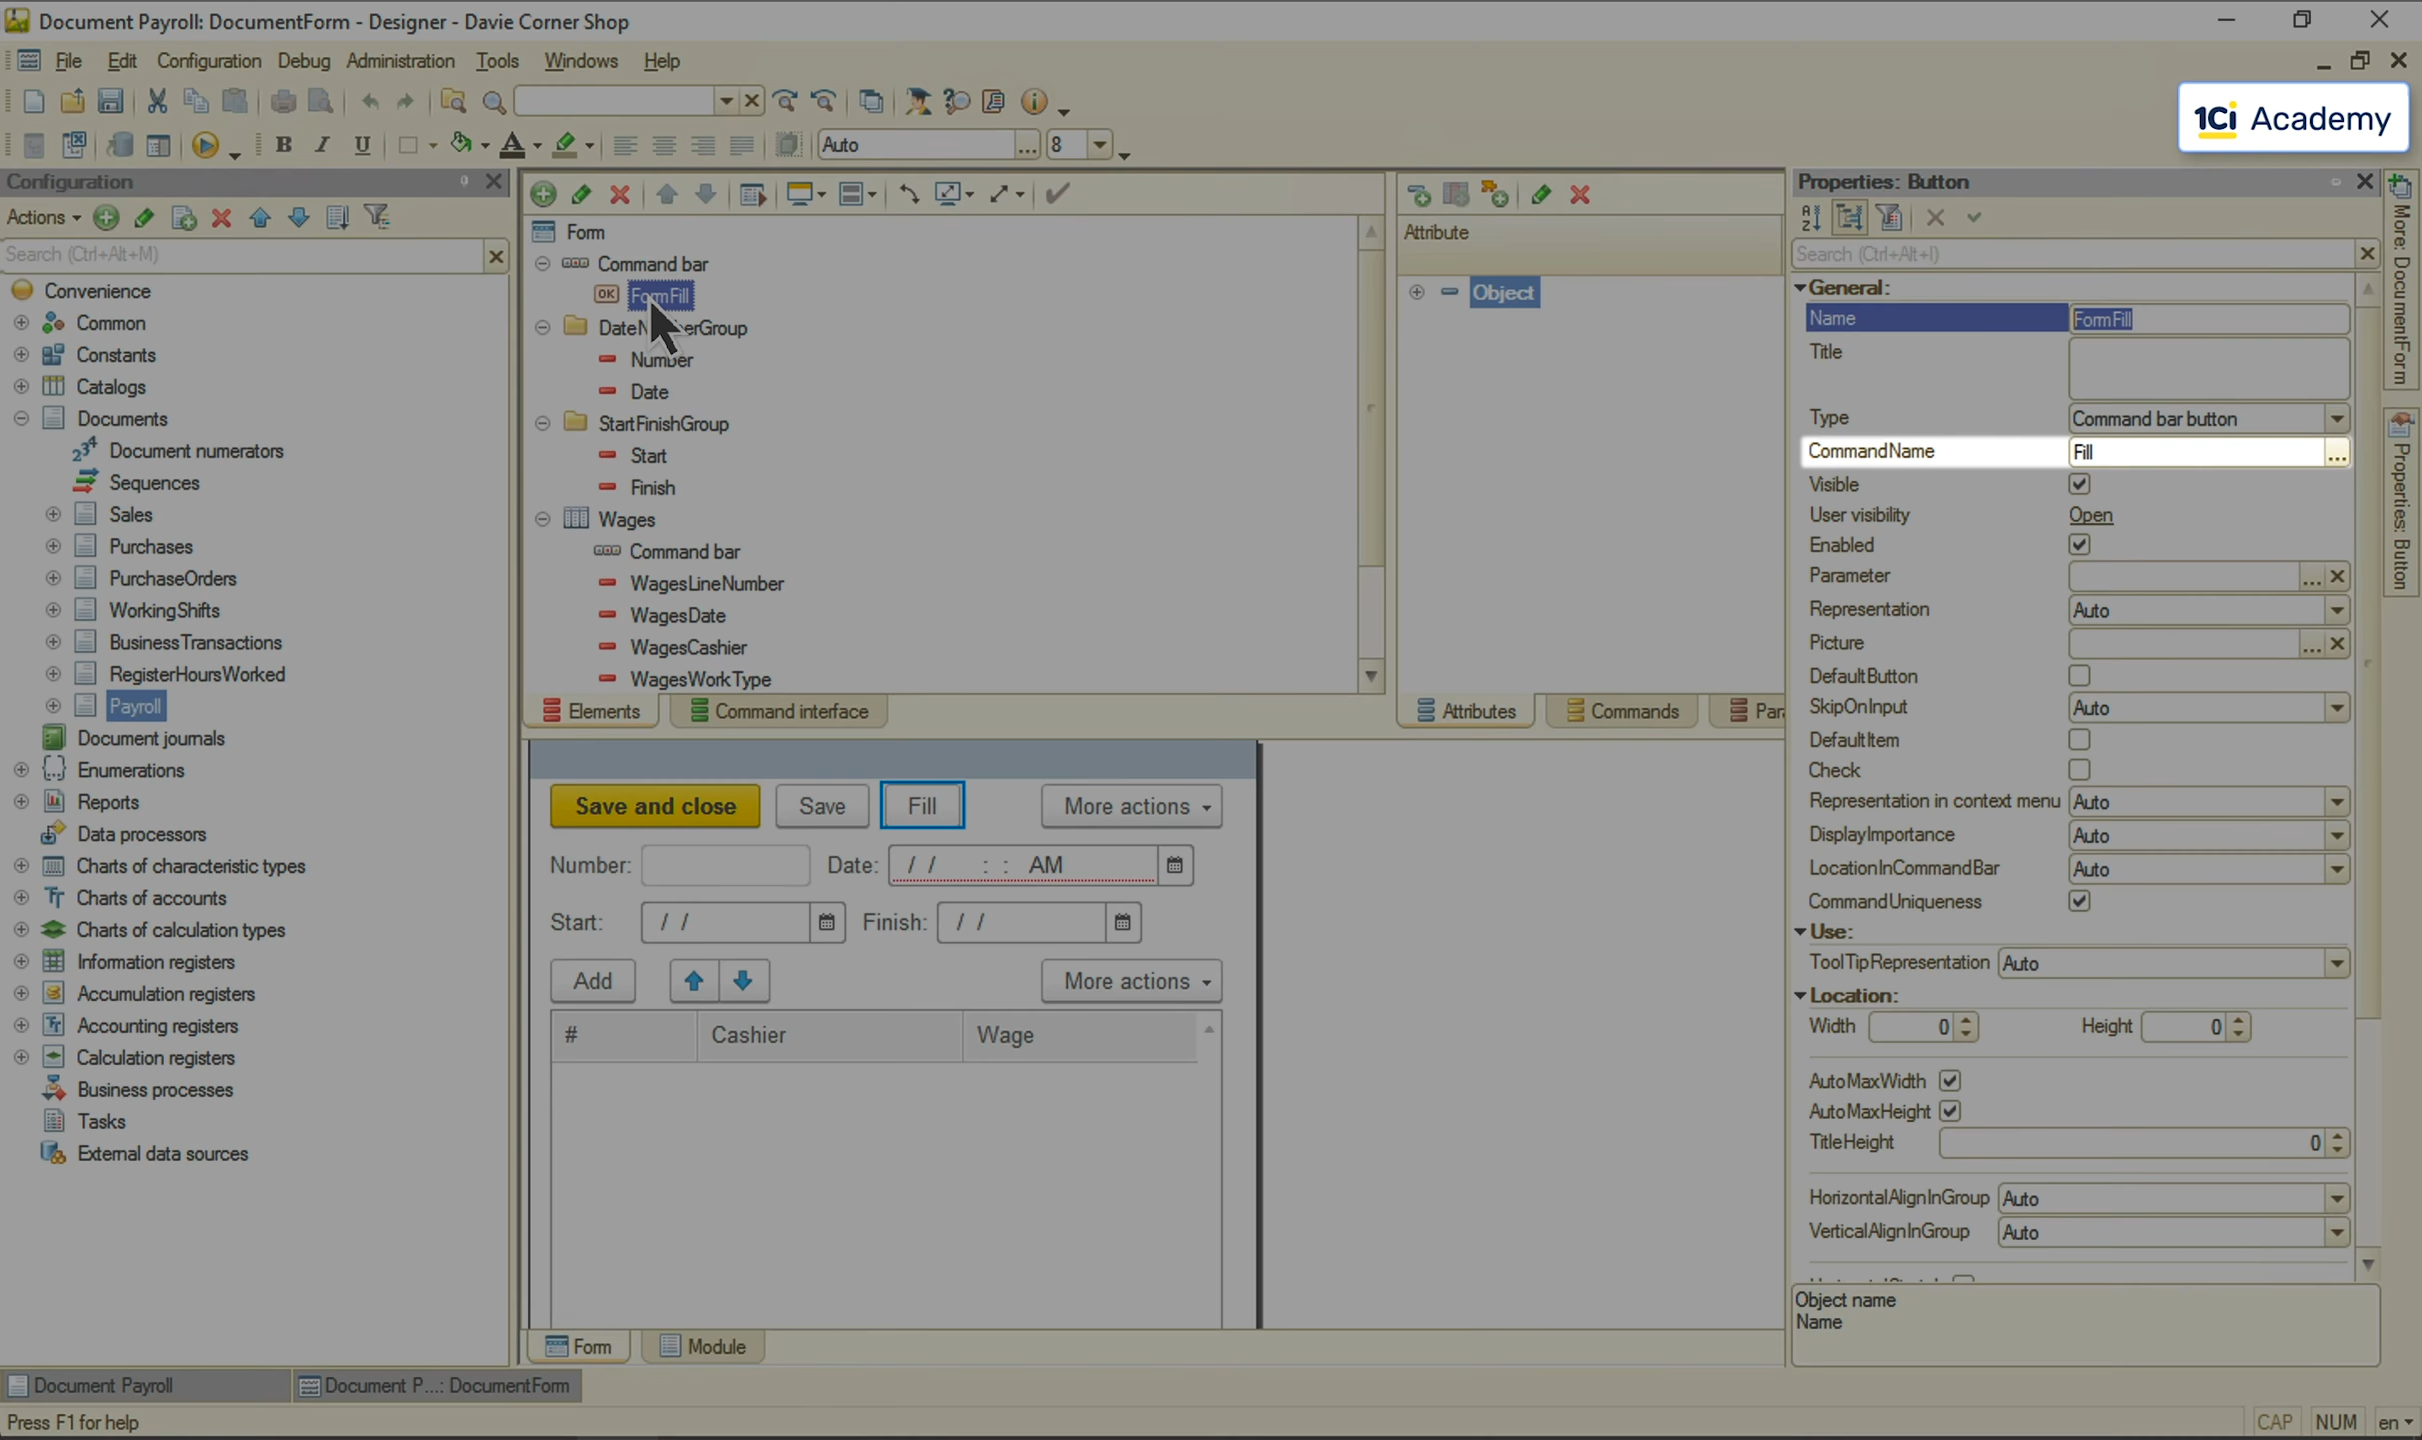 Document Payroll: DocumentForm - Designer - Davie Corner Shop
File Edit Configuration Debug Administration Tools Windows Help
1Ci Academy
B I U Auto ... 8
Configuration
Actions
Search (Ctrl+Alt+M)
Convenience
Common
Constants
Catalogs
Documents
Document numerators
Sequences
Sales
Purchases
PurchaseOrders
WorkingShifts
BusinessTransactions
RegisterHoursWorked
Payroll
Document journals
Enumerations
Reports
Data processors
Charts of characteristic types
Charts of accounts
Charts of calculation types
Information registers
Accumulation registers
Accounting registers
Calculation registers
Business processes
Tasks
External data sources
Form
Command bar
OK FormFill
Number
Date
StartFinishGroup
Start
Finish
Wages
Command bar
WagesLineNumber
WagesDate
WagesCashier
WagesWorkType
Elements Command interface
Attribute
Object
Attributes Commands Par
Save and close Save Fill More actions
Number: Date: / / : : AM
Start: / / Finish: / /
Add More actions
# Cashier Wage
Form Module
Properties: Button
Search (Ctrl+Alt+I)
General:
Name FormFill
Title
Type Command bar button
CommandName Fill ...
Visible
User visibility Open
Enabled
Parameter ...
Representation Auto
Picture ...
DefaultButton
SkipOnInput Auto
DefaultItem
Check
Representation in context menu Auto
DisplayImportance Auto
LocationInCommandBar Auto
CommandUniqueness
Use:
ToolTipRepresentation Auto
Location:
Width 0 Height 0
AutoMaxWidth
AutoMaxHeight
TitleHeight 0
HorizontalAlignInGroup Auto
VerticalAlignInGroup Auto
Object name
Name
More: DocumentForm
Properties: Button
Document Payroll Document P...: DocumentForm
Press F1 for help CAP NUM en